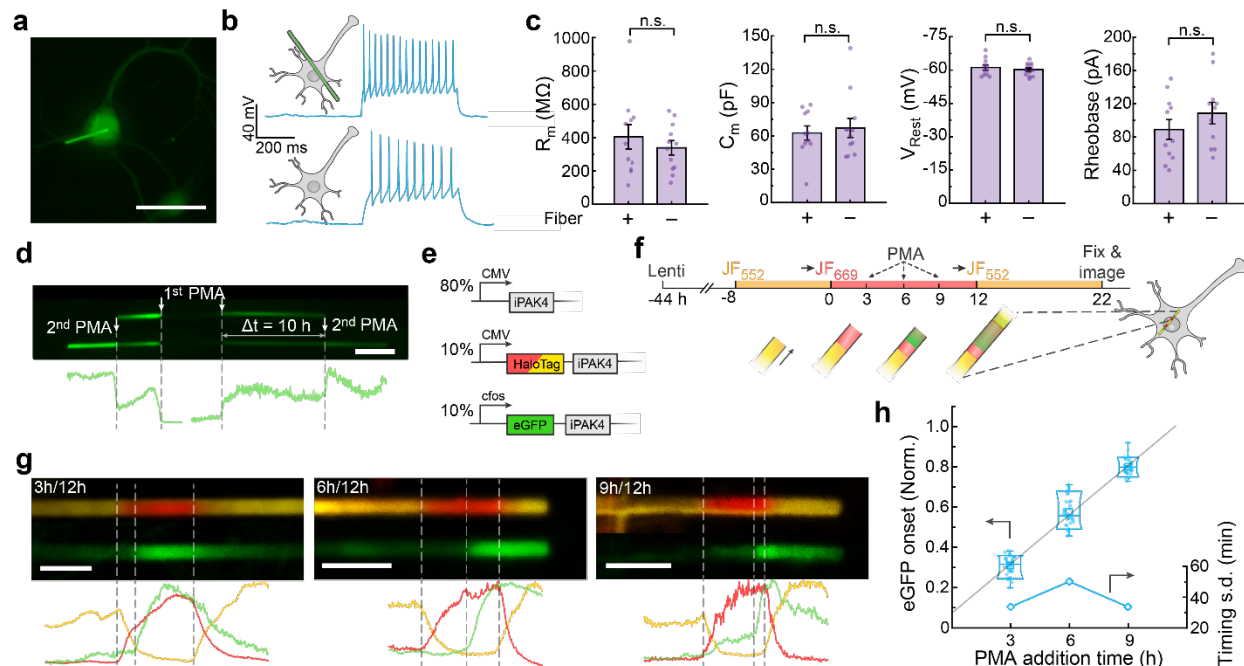 a
b
40 mV
200 ms
c
n.s.
n.s.
n.s.
n.s.
1000
800
600
400
200
0
Rm (MΩ)
150
120
90
60
30
0
Cm (pF)
-75
-60
-45
-30
-15
0
VRest (mV)
200
160
120
80
40
0
Rheobase (pA)
Fiber + − + − + − + −
d
1st PMA
2nd PMA
Δt = 10 h
2nd PMA
e
80%
CMV
iPAK4
10%
CMV
HaloTag
iPAK4
10%
cfos
eGFP
iPAK4
f
PMA
Lenti
JF552
JF669
JF552
Fix &
image
-44 h
-8
0
3
6
9
12
22
g
3h/12h
6h/12h
9h/12h
h
1.0
0.8
0.6
0.4
0.2
0
eGFP onset (Norm.)
60
40
20
Timing s.d. (min)
3
6
9
PMA addition time (h)